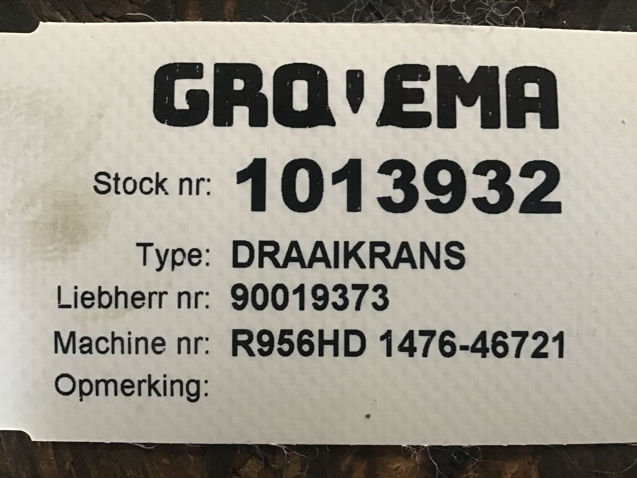 GROEMA
Stock nr: 1013932
Type: DRAAIKRANS
Liebherr nr: 90019373
Machine nr: R956HD 1476-46721
Opmerking: